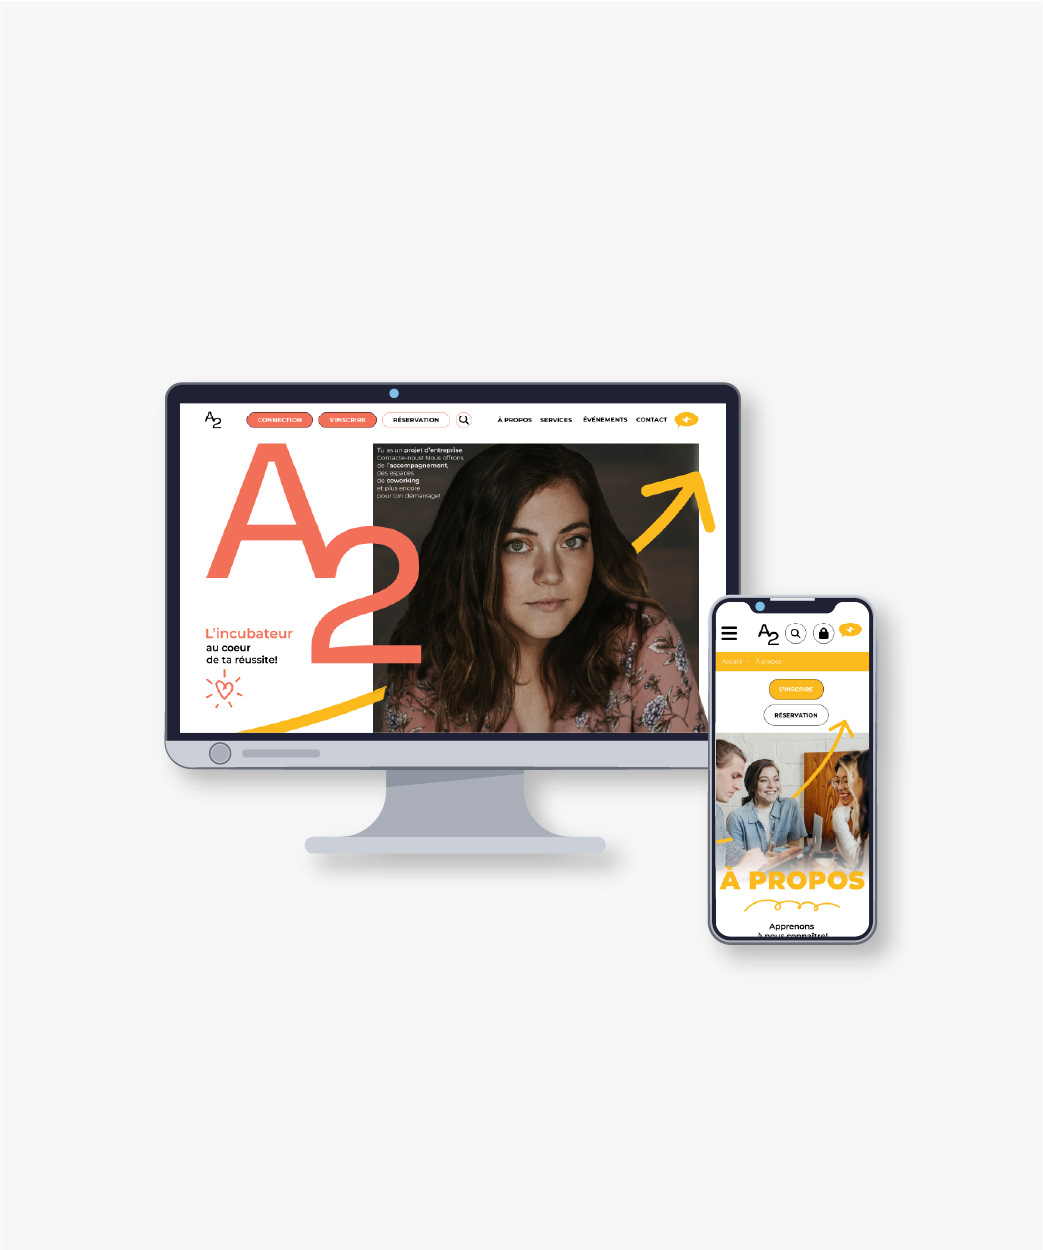 A2
CONNECTION
S'INSCRIRE
RÉSERVATION
À PROPOS
SERVICES
ÉVÉNEMENTS
CONTACT
Tu as un projet d'entreprise.
Contacte-nous! Nous offrons
de l'accompagnement,
des espaces
de coworking
et plus encore
pour ton démarrage!
A2
L'incubateur
au coeur
de ta réussite!
A2
Accueil > À propos
S'INSCRIRE
RÉSERVATION
À PROPOS
Apprenons
à nous connaître!